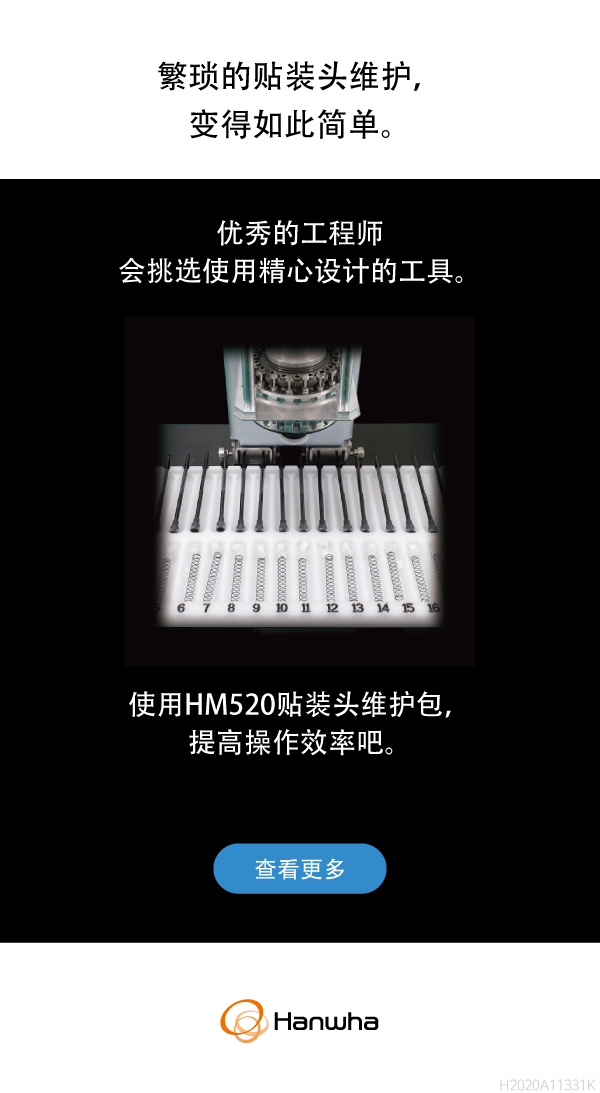 繁琐的贴装头维护,
变得如此简单。
优秀的工程师
会挑选使用精心设计的工具。
5 6 7 8 9 10 11 12 13 14 15 16
使用HM520贴装头维护包,
提高操作效率吧。
查看更多
Hanwha
H2020A11331K